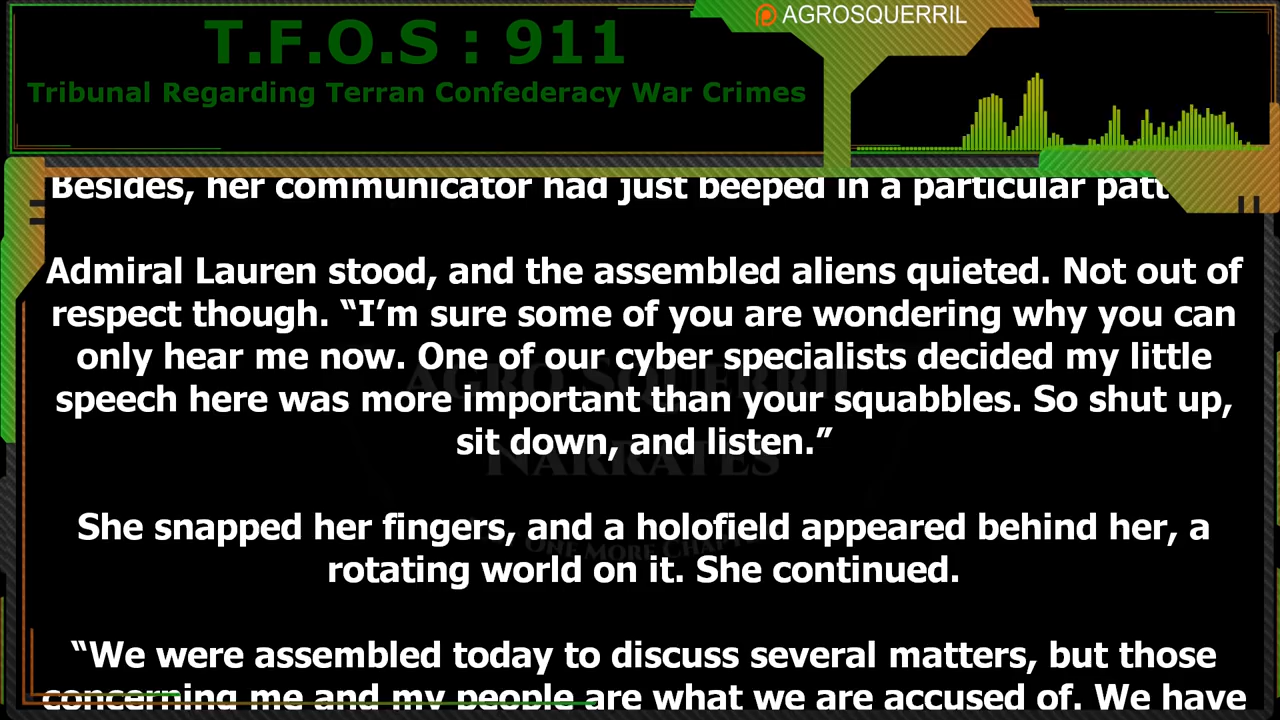 AGROSQUERRIL
T.F.O.S : 911
Tribunal Regarding Terran Confederacy War Crimes
Besides, her communicator had just beeped in a particular
Admiral Lauren stood, and the assembled aliens quieted. Not out of
respect though. “I’m sure some of you are wondering why you can
only hear me now. One of our cyber specialists decided my little
speech here was more important than your squabbles. So shut up,
sit down, and listen.”
She snapped her fingers, and a holofield appeared behind her, a
rotating world on it. She continued.
“We were assembled today to discuss several matters, but those
concerning me and my people are what we are accused of. We have
AGRO SQUERRIL
NARRATES